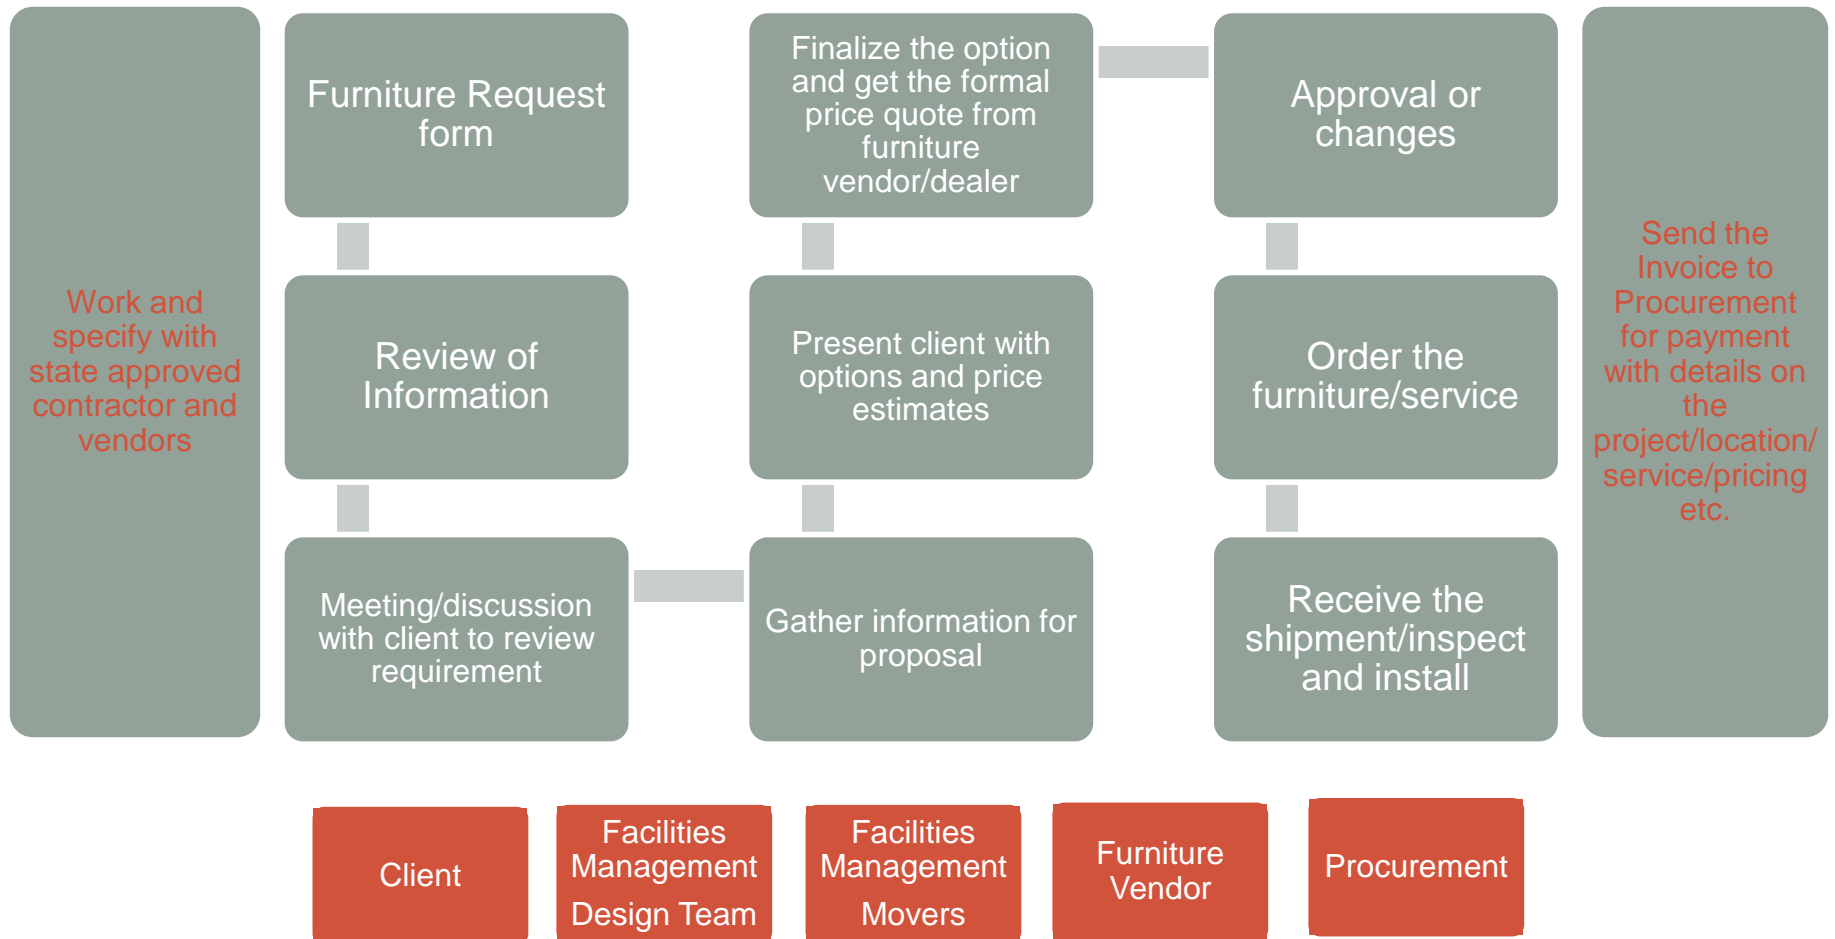 Work and
specify with
state approved
contractor and
vendors
Furniture Request
form
Review of
Information
Meeting/discussion
with client to review
requirement
Gather information for
proposal
Present client with
options and price
estimates
Finalize the option
and get the formal
price quote from
furniture
vendor/dealer
Approval or
changes
Order the
furniture/service
Receive the
shipment/inspect
and install
Send the
Invoice to
Procurement
for payment
with details on
the
project/location/
service/pricing
etc.
Client
Facilities
Management
Design Team
Facilities
Management
Movers
Furniture
Vendor
Procurement